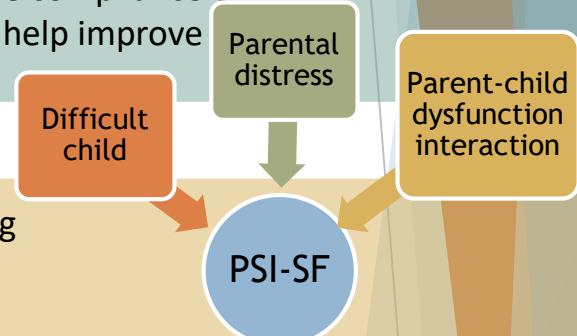 help improve
Parental
distress
Difficult
child
Parent-child
dysfunction
interaction
g
PSI-SF